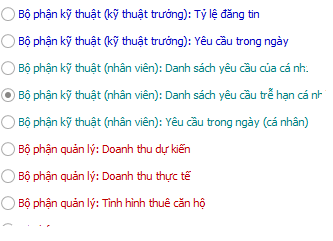 Bộ phận kỹ thuật (kỹ thuật trưởng): Tỷ lệ đăng tin
Bộ phận kỹ thuật (kỹ thuật trưởng): Yêu cầu trong ngày
Bộ phận kỹ thuật (nhân viên): Danh sách yêu cầu của cá nh.
Bộ phận kỹ thuật (nhân viên): Danh sách yêu cầu trễ hạn cá nh
Bộ phận kỹ thuật (nhân viên): Yêu cầu trong ngày (cá nhân)
Bộ phận quản lý: Doanh thu dự kiến
Bộ phận quản lý: Doanh thu thực tế
Bộ phận quản lý: Tình hình thuê căn hộ